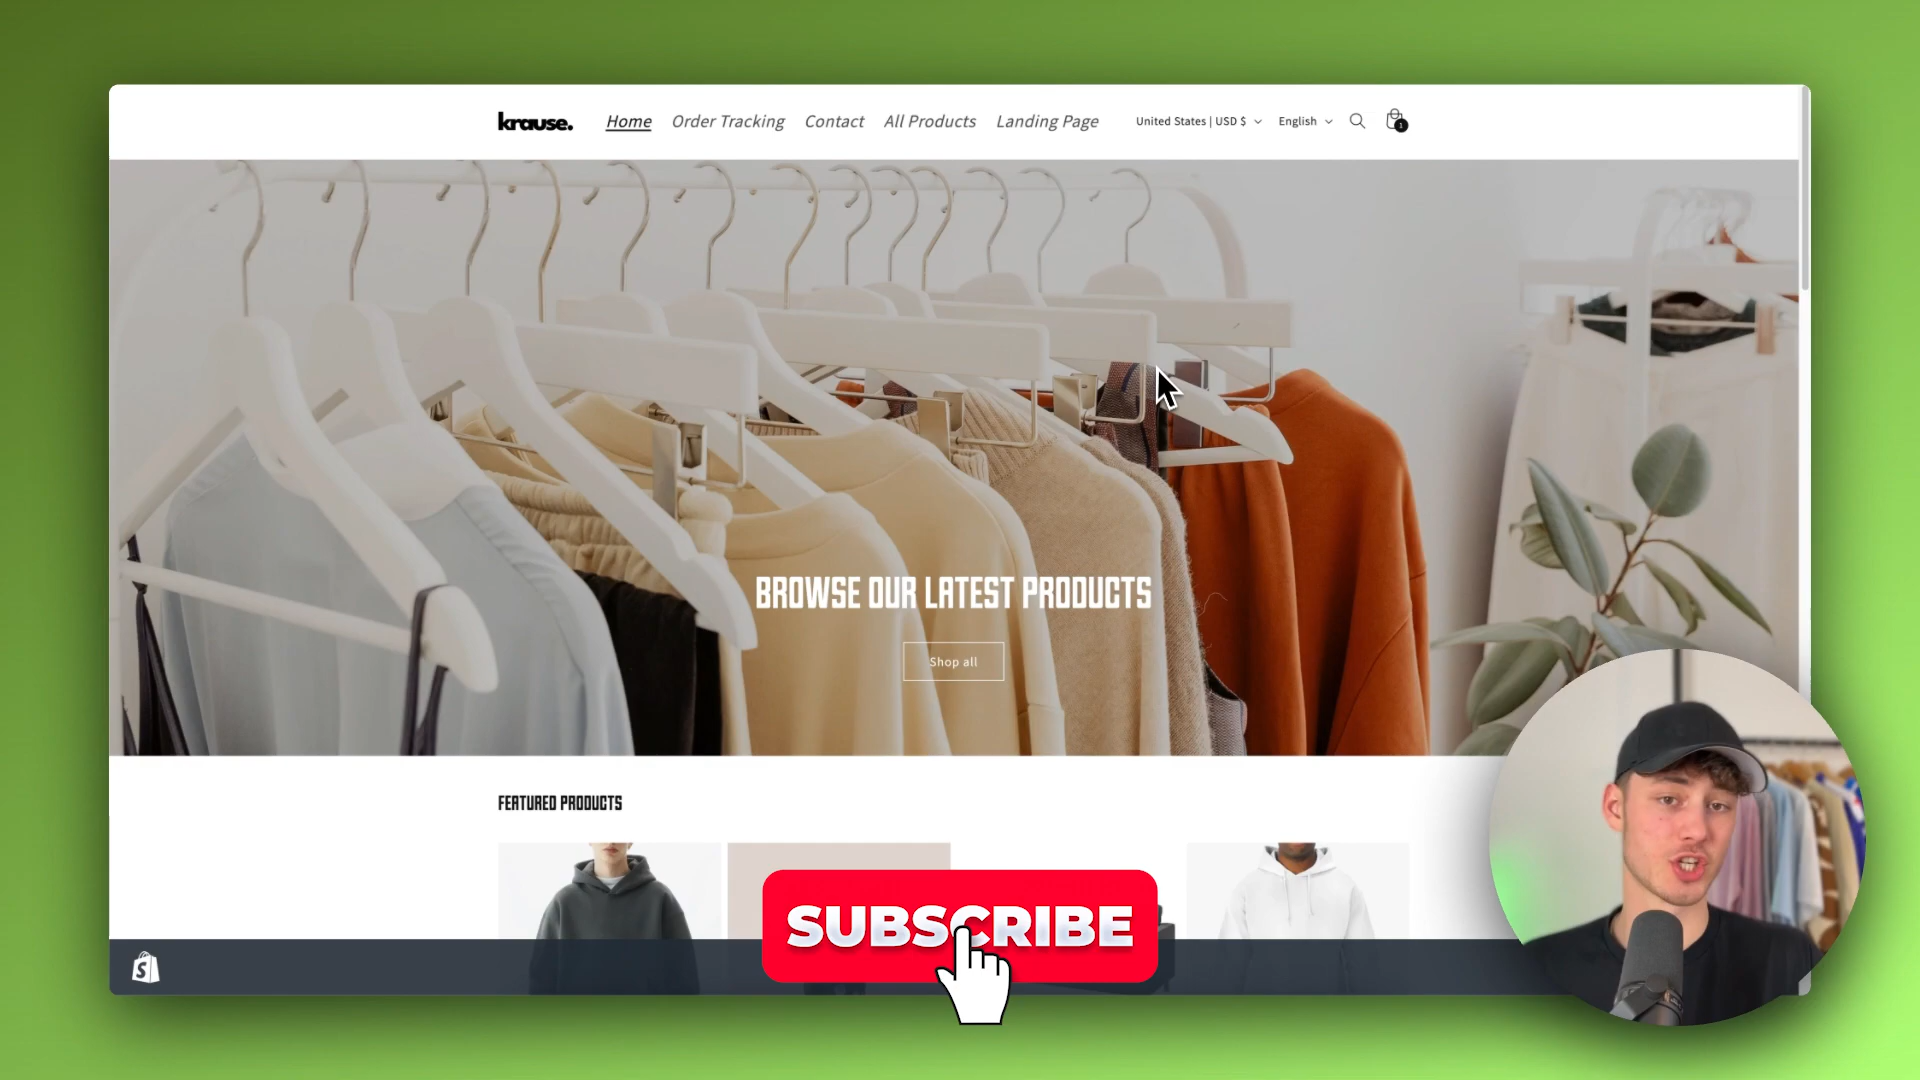 krause. Home Order Tracking Contact All Products Landing Page United States | USD $ English 1
BROWSE OUR LATEST PRODUCTS
Shop all
FEATURED PRODUCTS
SUBSCRIBE